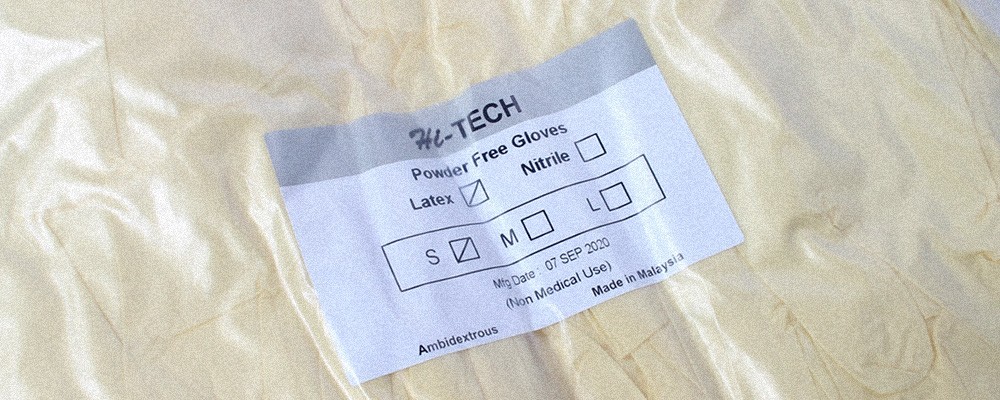 Hi-TECH
Powder Free Gloves
Latex Nitrile
S M L
Mfg Date : 07 SEP 2020
(Non Medical Use)
Ambidextrous Made in Malaysia